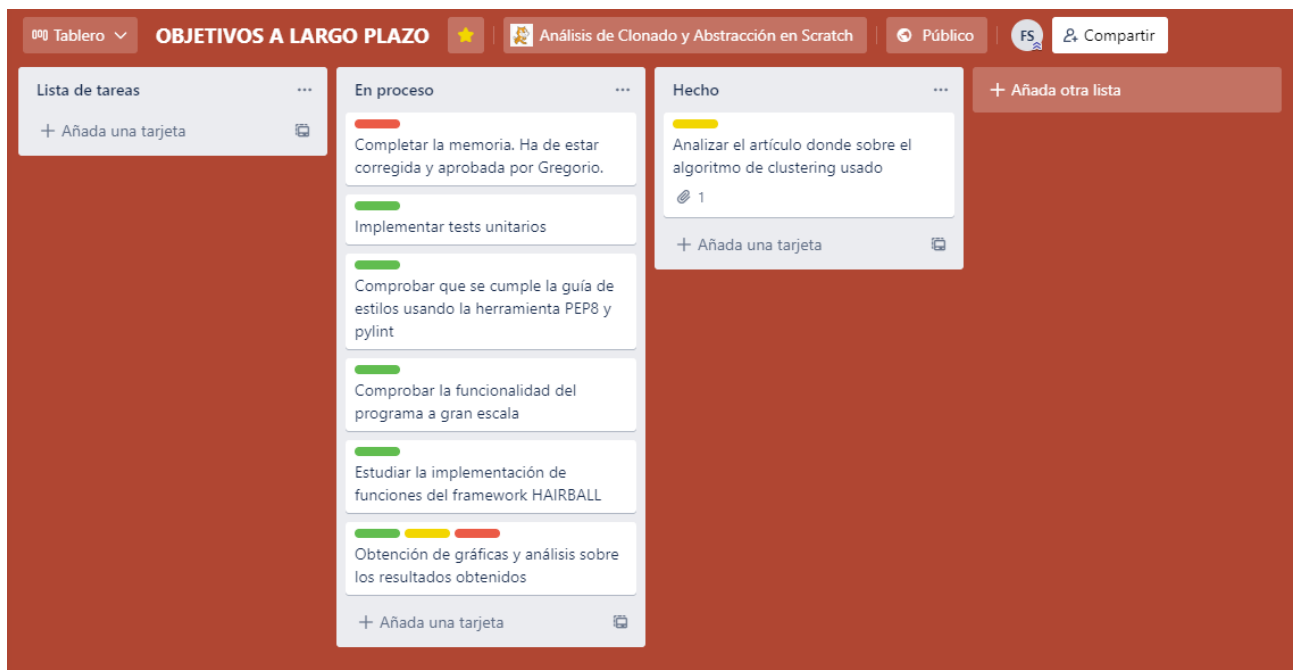 Tablero
OBJETIVOS A LARGO PLAZO
Análisis de Clonado y Abstracción en Scratch
Público
FS
Compartir
Lista de tareas
+ Añada una tarjeta
En proceso
Completar la memoria. Ha de estar
corregida y aprobada por Gregorio.
Implementar tests unitarios
Comprobar que se cumple la guía de
estilos usando la herramienta PEP8 y
pylint
Comprobar la funcionalidad del
programa a gran escala
Estudiar la implementación de
funciones del framework HAIRBALL
Obtención de gráficas y análisis sobre
los resultados obtenidos
+ Añada una tarjeta
Hecho
Analizar el artículo donde sobre el
algoritmo de clustering usado
1
+ Añada una tarjeta
+ Añada otra lista